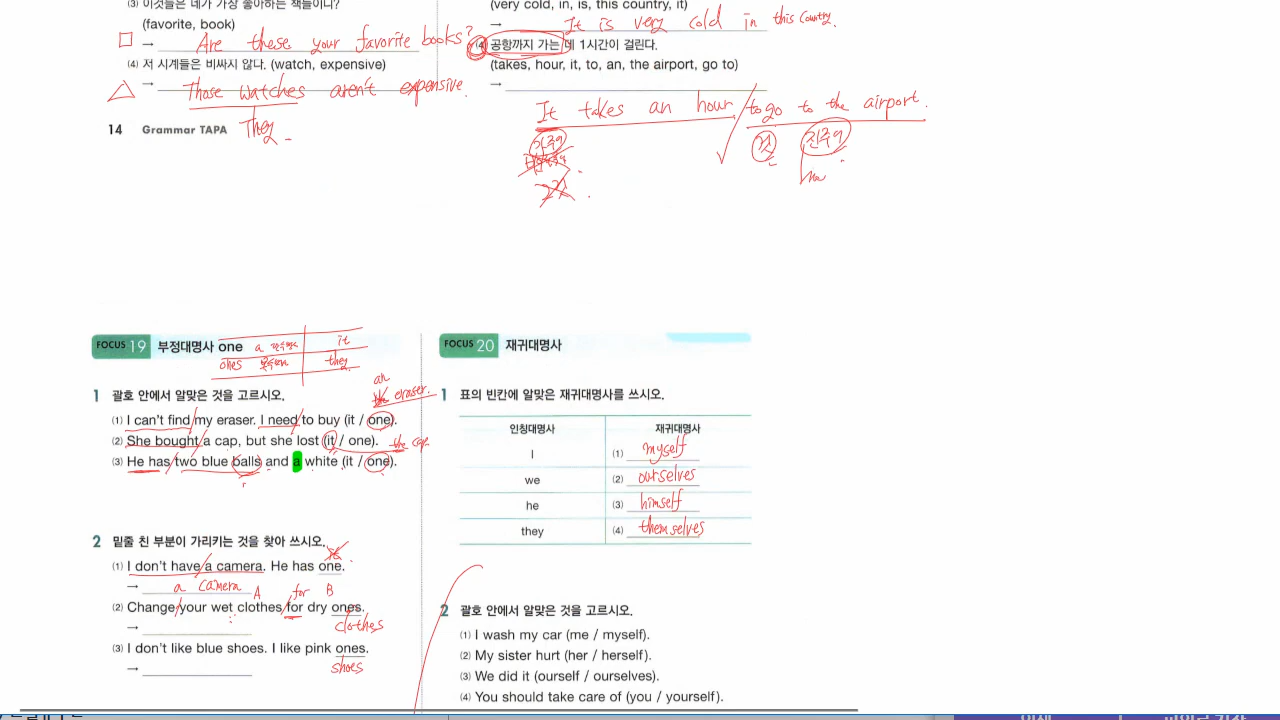 (3) 이것들은 네가 가장 좋아하는 책들이니?
(favorite, book)
→ Are these your favorite books?
(4) 저 시계들은 비싸지 않다. (watch, expensive)
→ Those watches aren't expensive.
They
14 Grammar TAPA
(very cold, in, is, this country, it)
→ It is very cold in this country.
(4) 공항까지 가는 데 1시간이 걸린다.
(takes, hour, it, to, an, the airport, go to)
→
It takes an hour / to go to the airport.
가주어
것
진주어
FOCUS 19 부정대명사 one
a
it
ones
they
1 괄호 안에서 알맞은 것을 고르시오.
an eraser.
(1) I can't find / my eraser. I need / to buy (it / one).
(2) She bought / a cap, but she lost (it / one).
the cap
(3) He has / two blue balls and a white (it / one).
2 밑줄 친 부분이 가리키는 것을 찾아 쓰시오.
(1) I don't have / a camera. He has one.
→ a camera
A for B
(2) Change / your wet clothes / for dry ones.
→ clothes
(3) I don't like blue shoes. I like pink ones.
→ shoes
FOCUS 20 재귀대명사
1 표의 빈칸에 알맞은 재귀대명사를 쓰시오.
인칭대명사 재귀대명사
I (1) myself
we (2) ourselves
he (3) himself
they (4) themselves
2 괄호 안에서 알맞은 것을 고르시오.
(1) I wash my car (me / myself).
(2) My sister hurt (her / herself).
(3) We did it (ourself / ourselves).
(4) You should take care of (you / yourself).